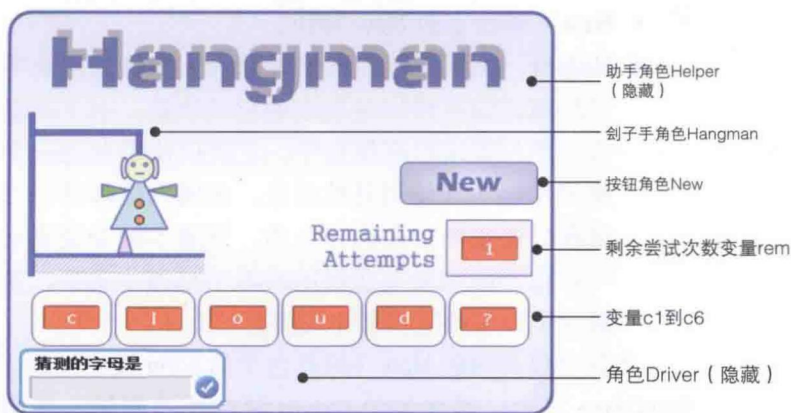 Hangman
助手角色Helper
（隐藏）
刽子手角色Hangman
New
按钮角色New
Remaining
Attempts
1
剩余尝试次数变量rem
c l o u d ?
变量c1到c6
猜测的字母是
角色Driver（隐藏）